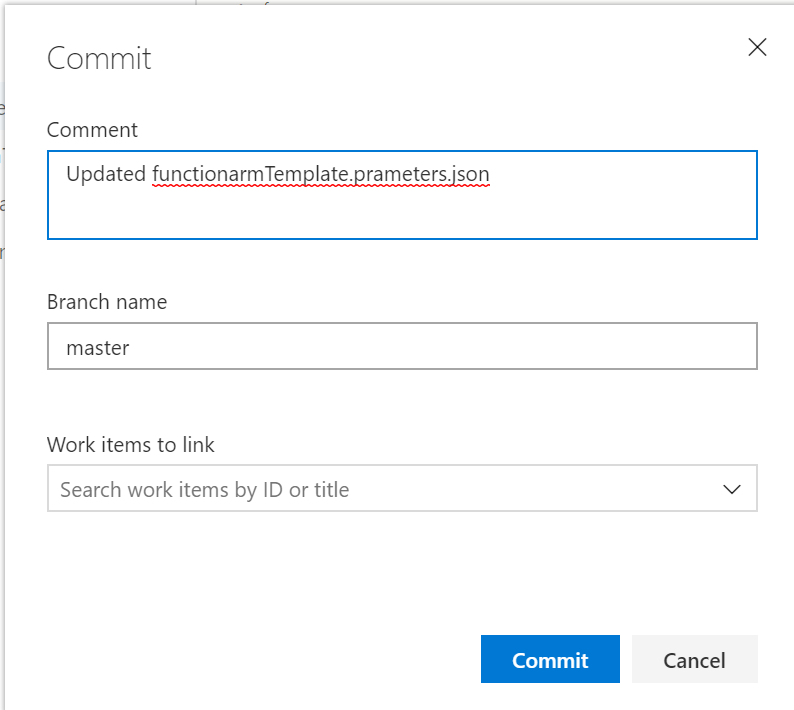 Commit
Comment
Updated functionarmTemplate.prameters.json
Branch name
master
Work items to link
Search work items by ID or title
Commit
Cancel